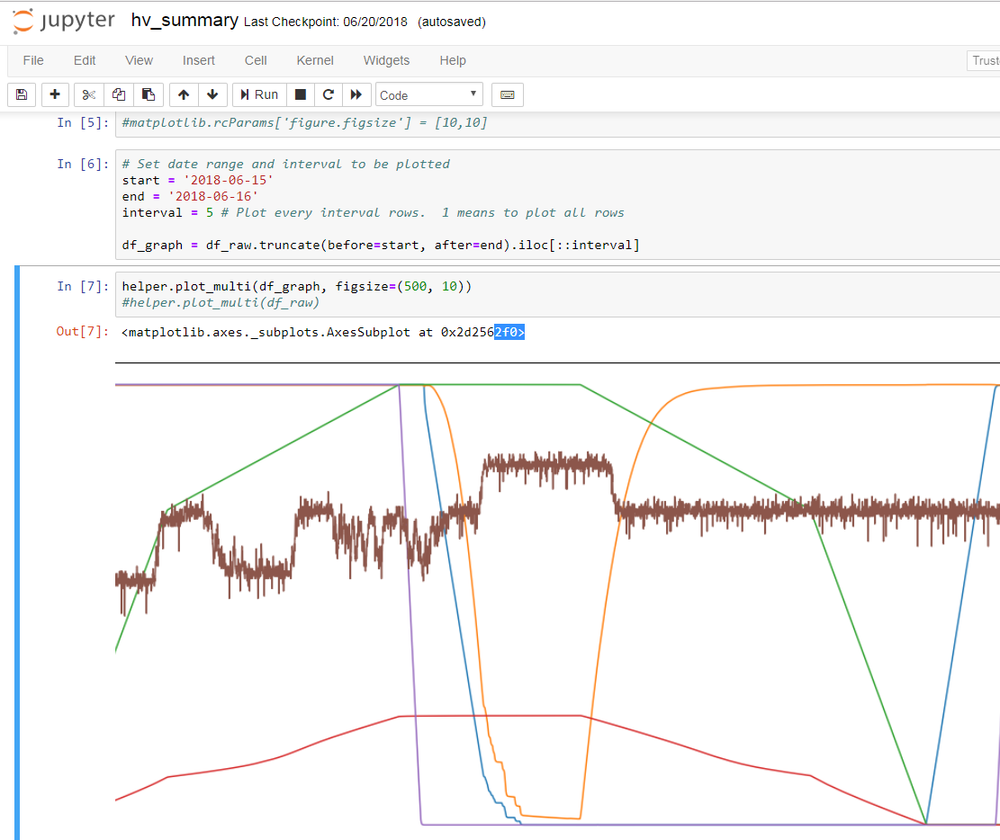 jupyter hv_summary Last Checkpoint: 06/20/2018 (autosaved)
File Edit View Insert Cell Kernel Widgets Help Trust
Run Code
In [5]: #matplotlib.rcParams['figure.figsize'] = [10,10]
In [6]: # Set date range and interval to be plotted
start = '2018-06-15'
end = '2018-06-16'
interval = 5 # Plot every interval rows.  1 means to plot all rows
df_graph = df_raw.truncate(before=start, after=end).iloc[::interval]
In [7]: helper.plot_multi(df_graph, figsize=(500, 10))
#helper.plot_multi(df_raw)
Out[7]: <matplotlib.axes._subplots.AxesSubplot at 0x2d2562f0>